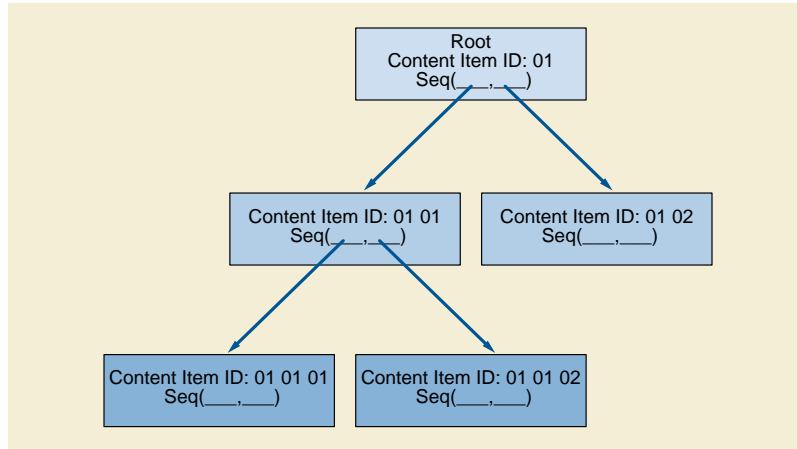 Root
Content Item ID: 01
Seq(___,___)
Content Item ID: 01 01
Seq(___,___)
Content Item ID: 01 02
Seq(___,___)
Content Item ID: 01 01 01
Seq(___,___)
Content Item ID: 01 01 02
Seq(___,___)